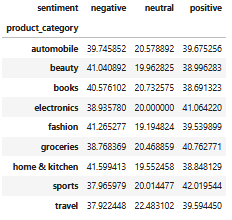 sentiment negative neutral positive
product_category
automobile 39.745852 20.578892 39.675256
beauty 41.040892 19.962825 38.996283
books 40.576102 20.732575 38.691323
electronics 38.935780 20.000000 41.064220
fashion 41.265277 19.194824 39.539899
groceries 38.768369 20.468859 40.762771
home & kitchen 41.599413 19.552458 38.848129
sports 37.965979 20.014477 42.019544
travel 37.922448 22.483102 39.594450